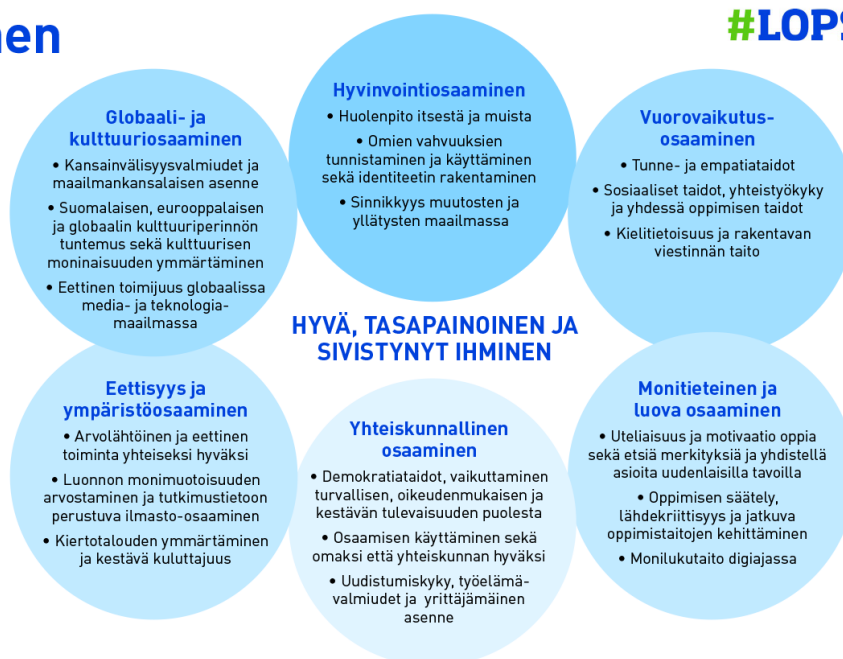 #LOPS
Hyvinvointiosaaminen
• Huolenpito itsestä ja muista
• Omien vahvuuksien
tunnistaminen ja käyttäminen
sekä identiteetin rakentaminen
• Sinnikkyys muutosten ja
yllätysten maailmassa
Globaali- ja
kulttuuriosaaminen
• Kansainvälisyysvalmiudet ja
maailmankansalaisen asenne
• Suomalaisen, eurooppalaisen
ja globaalin kulttuuriperinnön
tuntemus sekä kulttuurisen
moninaisuuden ymmärtäminen
• Eettinen toimijuus globaalissa
media- ja teknologia-
maailmassa
Vuorovaikutus-
osaaminen
• Tunne- ja empatiataidot
• Sosiaaliset taidot, yhteistyökyky
ja yhdessä oppimisen taidot
• Kielitietoisuus ja rakentavan
viestinnän taito
HYVÄ, TASAPAINOINEN JA
SIVISTYNYT IHMINEN
Eettisyys ja
ympäristöosaaminen
• Arvolähtöinen ja eettinen
toiminta yhteiseksi hyväksi
• Luonnon monimuotoisuuden
arvostaminen ja tutkimustietoon
perustuva ilmasto-osaaminen
• Kiertotalouden ymmärtäminen
ja kestävä kuluttajuus
Yhteiskunnallinen
osaaminen
• Demokratiataidot, vaikuttaminen
turvallisen, oikeudenmukaisen ja
kestävän tulevaisuuden puolesta
• Osaamisen käyttäminen sekä
omaksi että yhteiskunnan hyväksi
• Uudistumiskyky, työelämä-
valmiudet ja yrittäjämäinen
asenne
Monitieteinen ja
luova osaaminen
• Uteliaisuus ja motivaatio oppia
sekä etsiä merkityksiä ja yhdistellä
asioita uudenlaisilla tavoilla
• Oppimisen säätely,
lähdekriittisyys ja jatkuva
oppimistaitojen kehittäminen
• Monilukutaito digiajassa